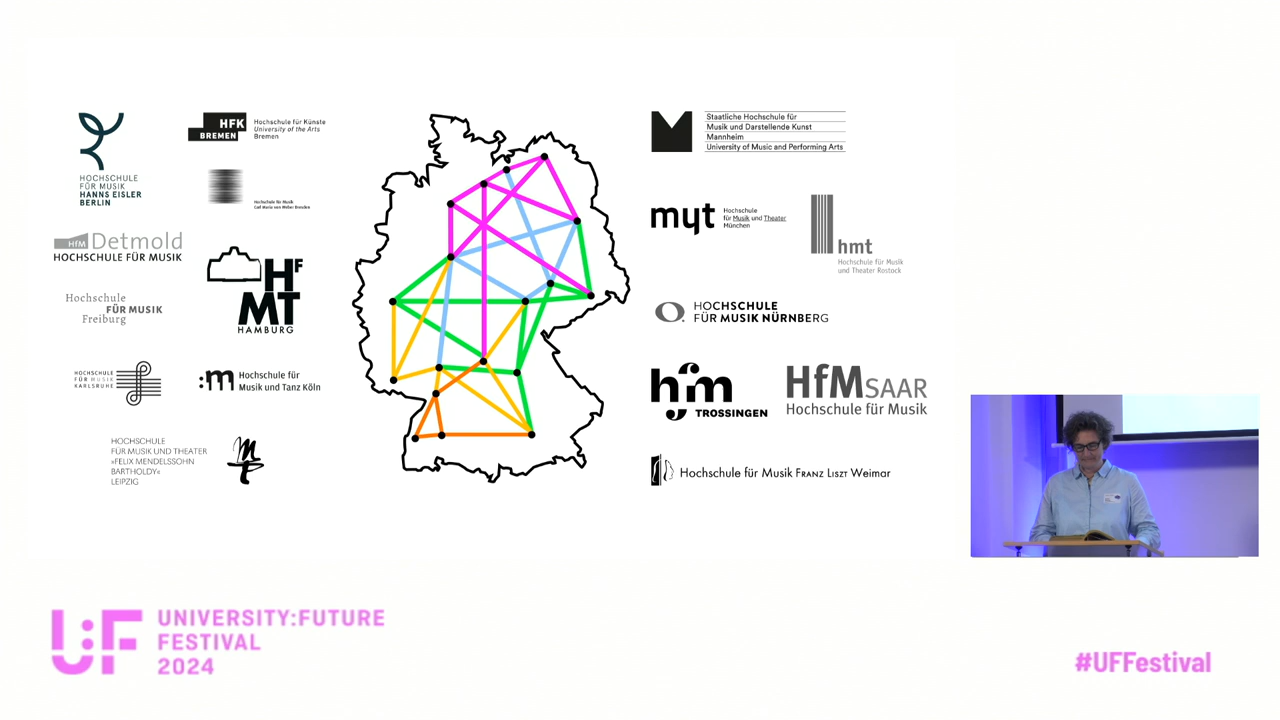 HOCHSCHULE
FÜR MUSIK
HANNS EISLER
BERLIN
HFK
BREMEN
Hochschule für Künste
University of the Arts
Bremen
Hochschule für Musik
Carl Maria von Weber Dresden
HfM Detmold
HOCHSCHULE FÜR MUSIK
HF
MT
HAMBURG
Hochschule
FÜR MUSIK
Freiburg
HOCHSCHULE
FÜR MUSIK
KARLSRUHE
:m
Hochschule für
Musik und Tanz Köln
HOCHSCHULE
FÜR MUSIK UND THEATER
»FELIX MENDELSSOHN
BARTHOLDY«
LEIPZIG
Staatliche Hochschule für
Musik und Darstellende Kunst
Mannheim
University of Music and Performing Arts
myt
Hochschule
für Musik und Theater
München
hmt
Hochschule für Musik
und Theater Rostock
HOCHSCHULE
FÜR MUSIK NÜRNBERG
hfm
TROSSINGEN
HfMSAAR
Hochschule für Musik
Hochschule für Musik FRANZ LISZT Weimar
U:F
UNIVERSITY:FUTURE
FESTIVAL
2024
#UFFestival